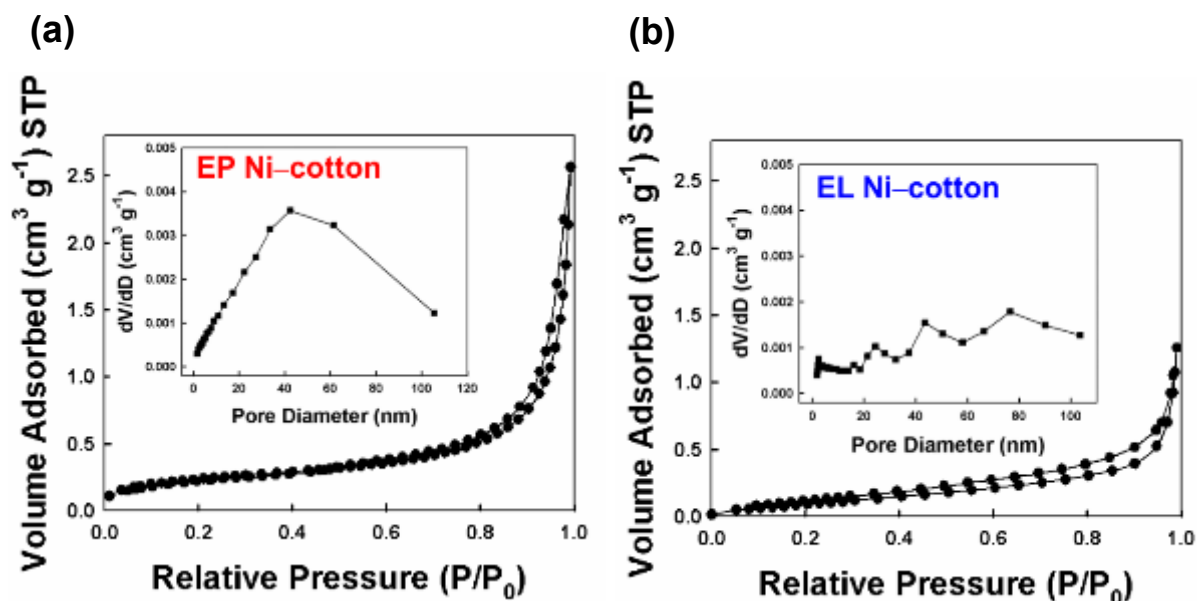 (a)
Volume Adsorbed (cm³ g⁻¹) STP
2.5
2.0
1.5
1.0
0.5
0.0
0.0 0.2 0.4 0.6 0.8 1.0
Relative Pressure (P/P₀)
EP Ni–cotton
dV/dD (cm³ g⁻¹)
0.005
0.004
0.003
0.002
0.001
0.000
0 20 40 60 80 100 120
Pore Diameter (nm)
(b)
Volume Adsorbed (cm³ g⁻¹) STP
2.5
2.0
1.5
1.0
0.5
0.0
0.0 0.2 0.4 0.6 0.8 1.0
Relative Pressure (P/P₀)
EL Ni–cotton
dV/dD (cm³ g⁻¹)
0.005
0.004
0.003
0.002
0.001
0.000
0 20 40 60 80 100
Pore Diameter (nm)